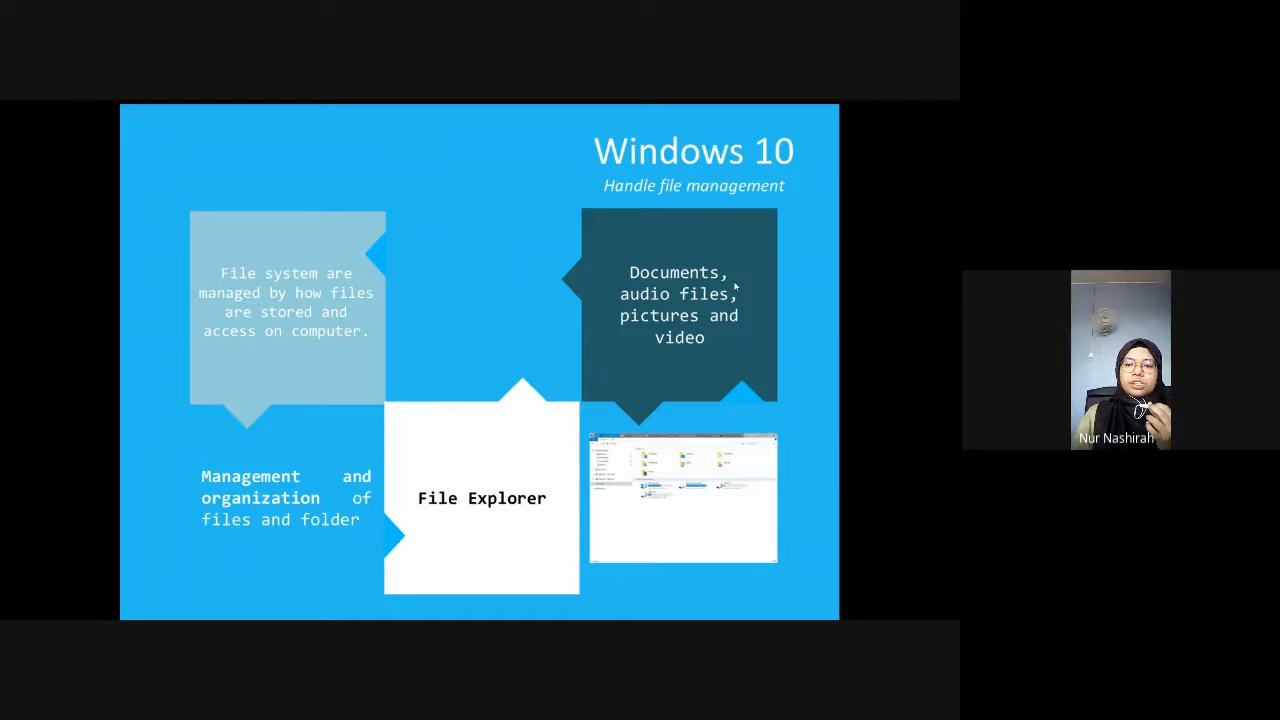 Windows 10
Handle file management
File system are
managed by how files
are stored and
access on computer.
Documents,
audio files,
pictures and
video
Management and
organization of
files and folder
File Explorer
Nur Nashirah